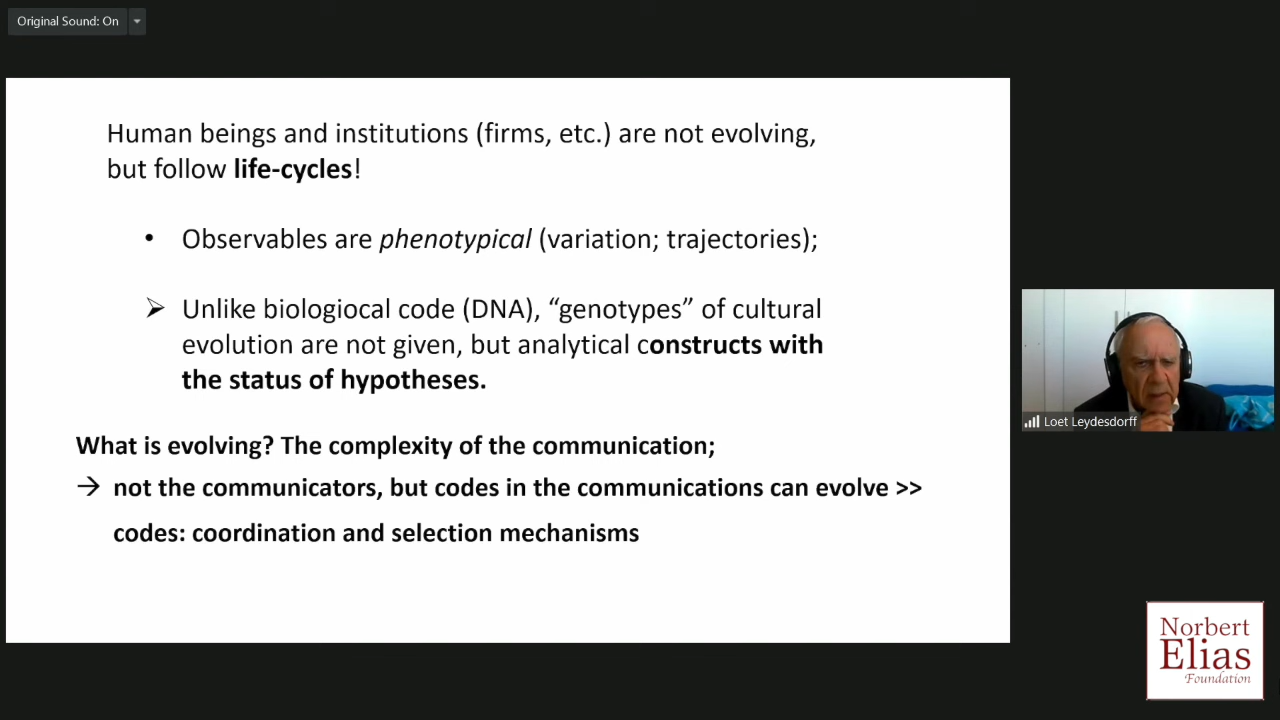 Original Sound: On
Human beings and institutions (firms, etc.) are not evolving,
but follow life-cycles!
• Observables are phenotypical (variation; trajectories);
➢ Unlike biologiocal code (DNA), “genotypes” of cultural
evolution are not given, but analytical constructs with
the status of hypotheses.
What is evolving? The complexity of the communication;
→ not the communicators, but codes in the communications can evolve >>
codes: coordination and selection mechanisms
Loet Leydesdorff
Norbert
Elias
Foundation